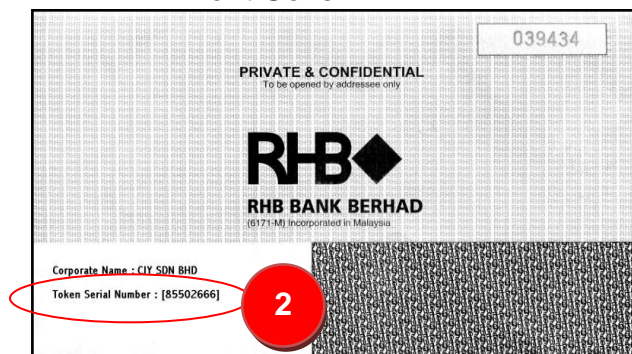 039434
PRIVATE & CONFIDENTIAL
To be opened by addressee only
RHB
RHB BANK BERHAD
(6171-M) Incorporated in Malaysia
Corporate Name : CIY SDN BHD
Token Serial Number : [85502666]
2